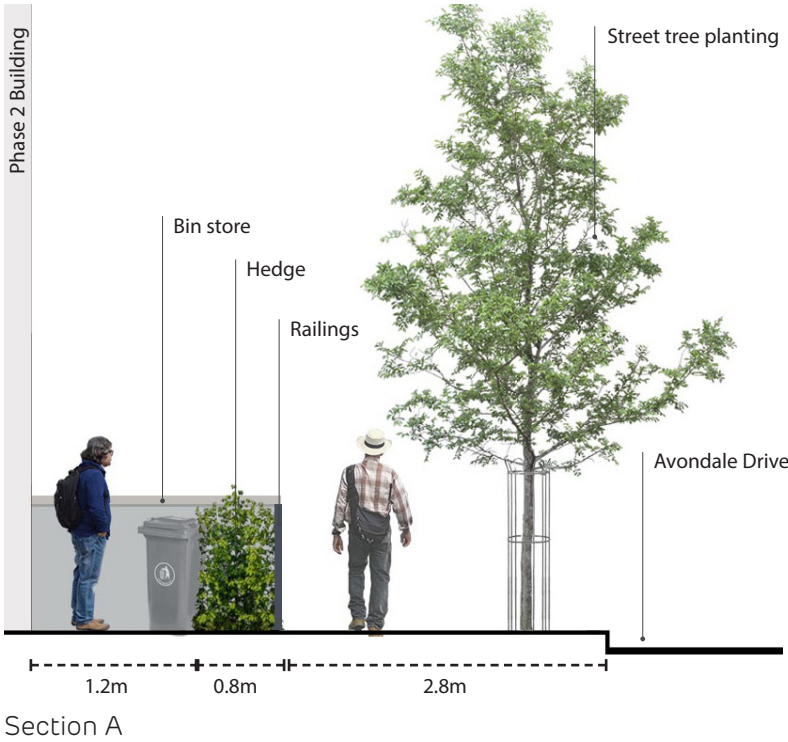 Phase 2 Building
Street tree planting
Bin store
Hedge
Railings
Avondale Drive
1.2m
0.8m
2.8m
Section A